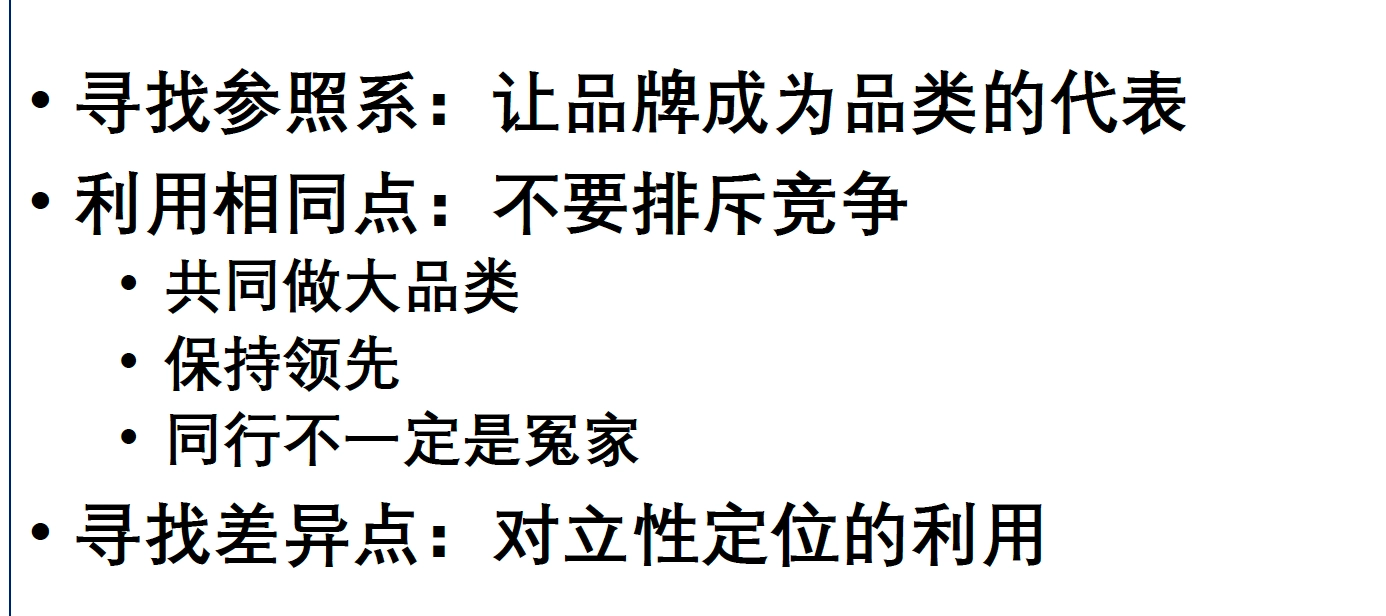 • 寻找参照系：让品牌成为品类的代表
• 利用相同点：不要排斥竞争
• 共同做大品类
• 保持领先
• 同行不一定是冤家
• 寻找差异点：对立性定位的利用